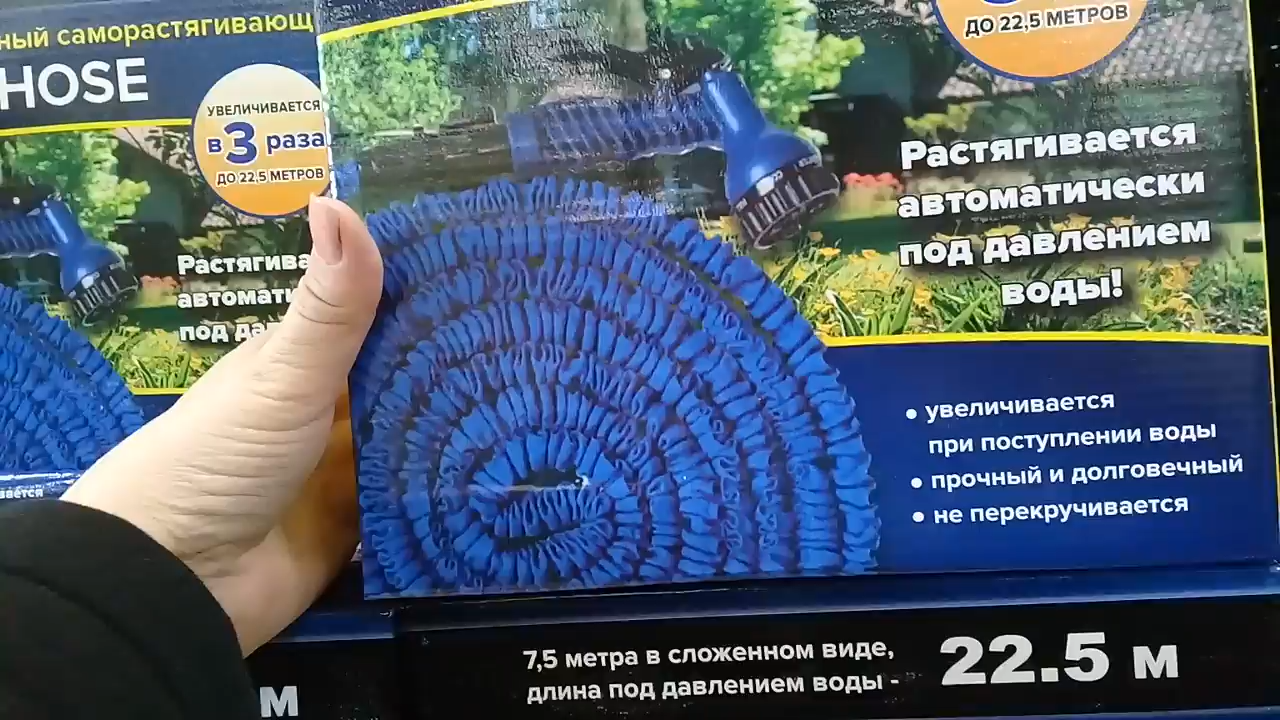 ный саморастягивающ
HOSE
УВЕЛИЧИВАЕТСЯ
в 3 раза
ДО 22,5 МЕТРОВ
Растягива
автомати
под да
М
ДО 22,5 МЕТРОВ
Растягивается
автоматически
под давлением
воды!
• увеличивается
при поступлении воды
• прочный и долговечный
• не перекручивается
7,5 метра в сложенном виде,
длина под давлением воды -
22.5 м